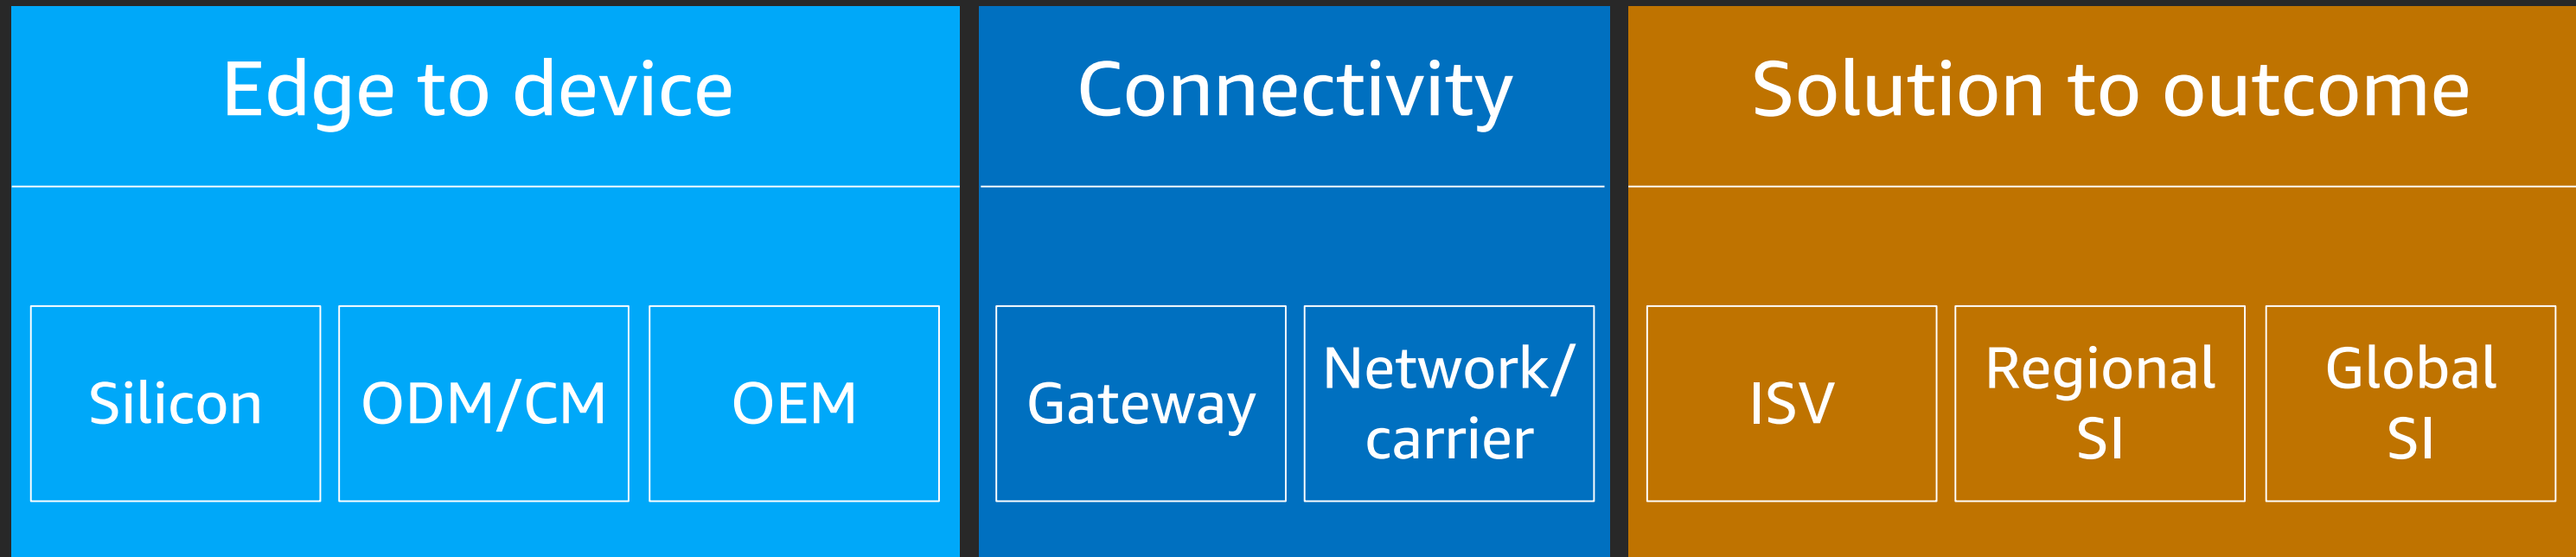 Edge to device
Silicon
ODM/CM
OEM
Connectivity
Gateway
Network/
carrier
Solution to outcome
ISV
Regional
SI
Global
SI